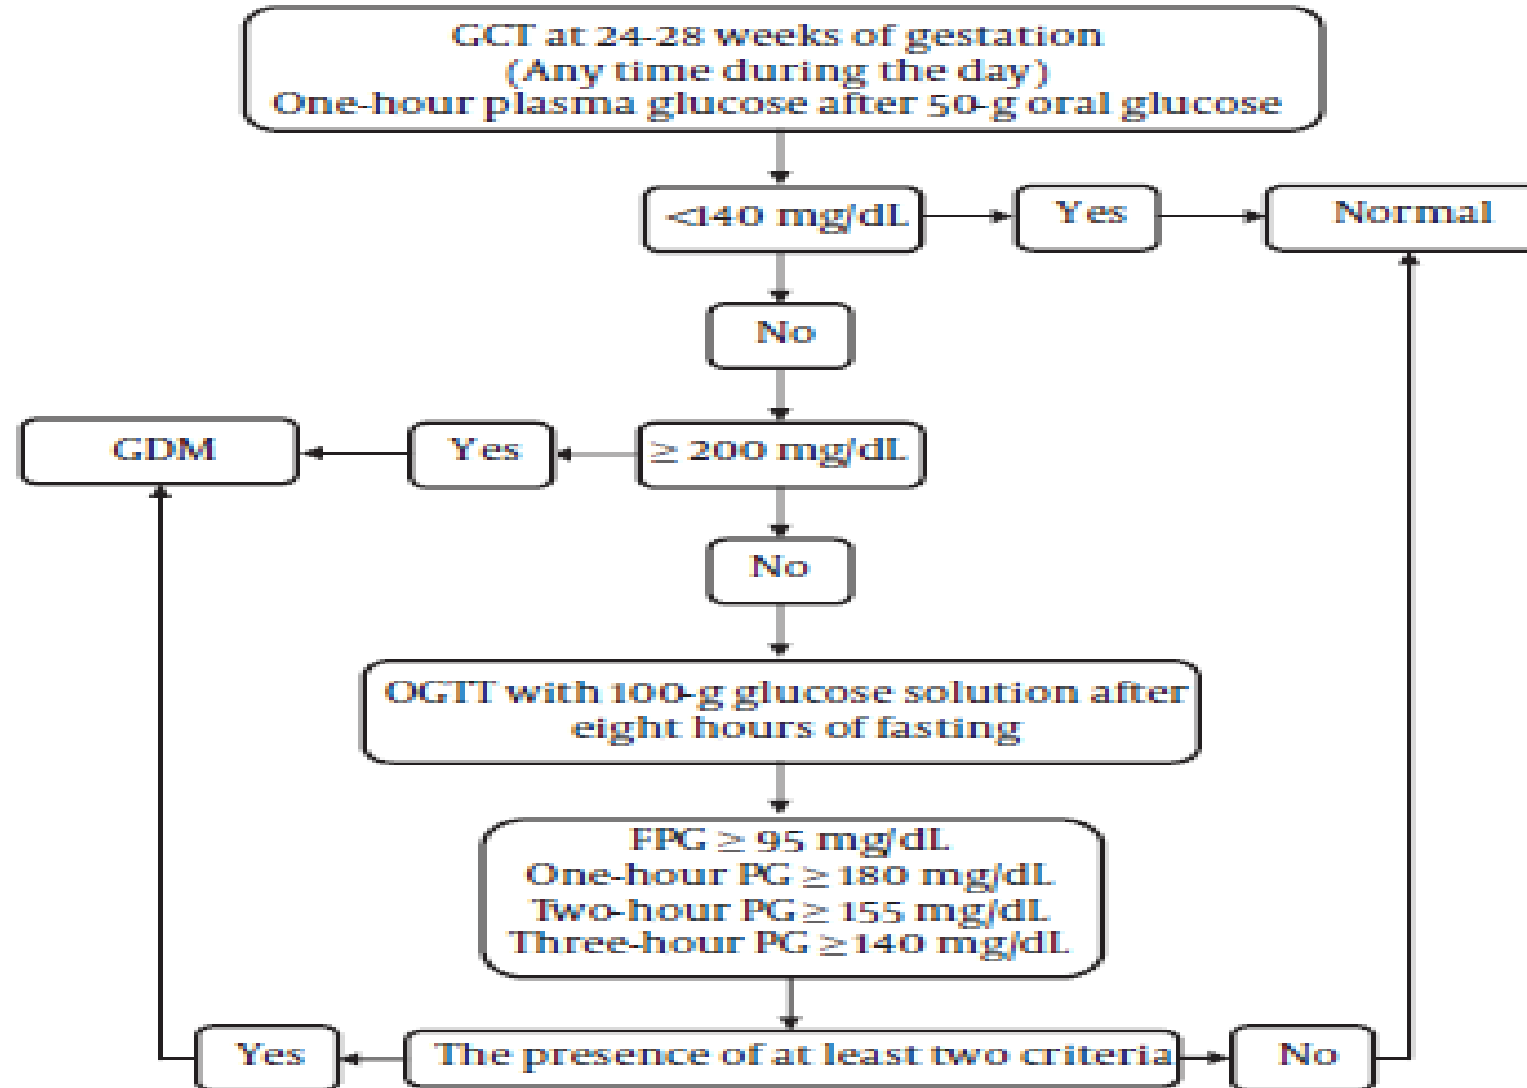 GCT at 24-28 weeks of gestation
(Any time during the day)
One-hour plasma glucose after 50-g oral glucose
<140 mg/dL
Yes
Normal
No
GDM
Yes
≥ 200 mg/dL
No
OGTT with 100-g glucose solution after
eight hours of fasting
FPG ≥ 95 mg/dL
One-hour PG ≥ 180 mg/dL
Two-hour PG ≥ 155 mg/dL
Three-hour PG ≥ 140 mg/dL
Yes
The presence of at least two criteria
No